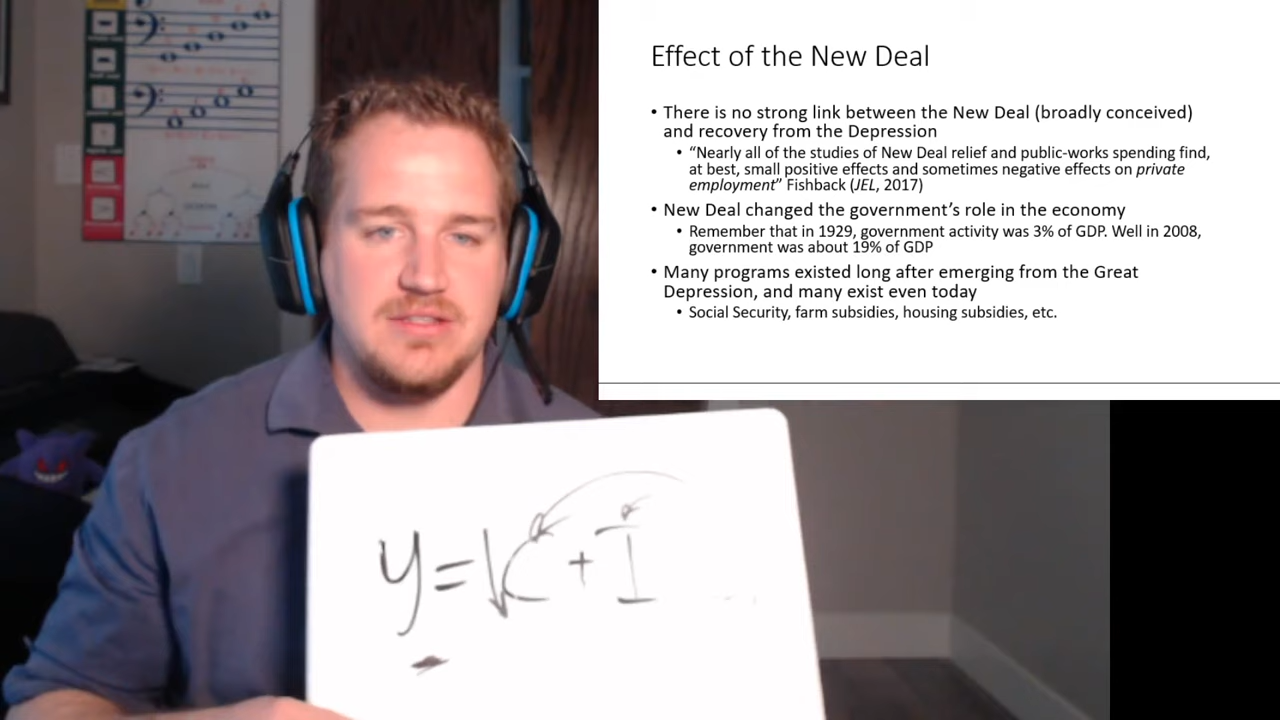 Effect of the New Deal
• There is no strong link between the New Deal (broadly conceived)
and recovery from the Depression
• “Nearly all of the studies of New Deal relief and public-works spending find,
at best, small positive effects and sometimes negative effects on private
employment” Fishback (JEL, 2017)
• New Deal changed the government’s role in the economy
• Remember that in 1929, government activity was 3% of GDP. Well in 2008,
government was about 19% of GDP
• Many programs existed long after emerging from the Great
Depression, and many exist even today
• Social Security, farm subsidies, housing subsidies, etc.
y = C + I